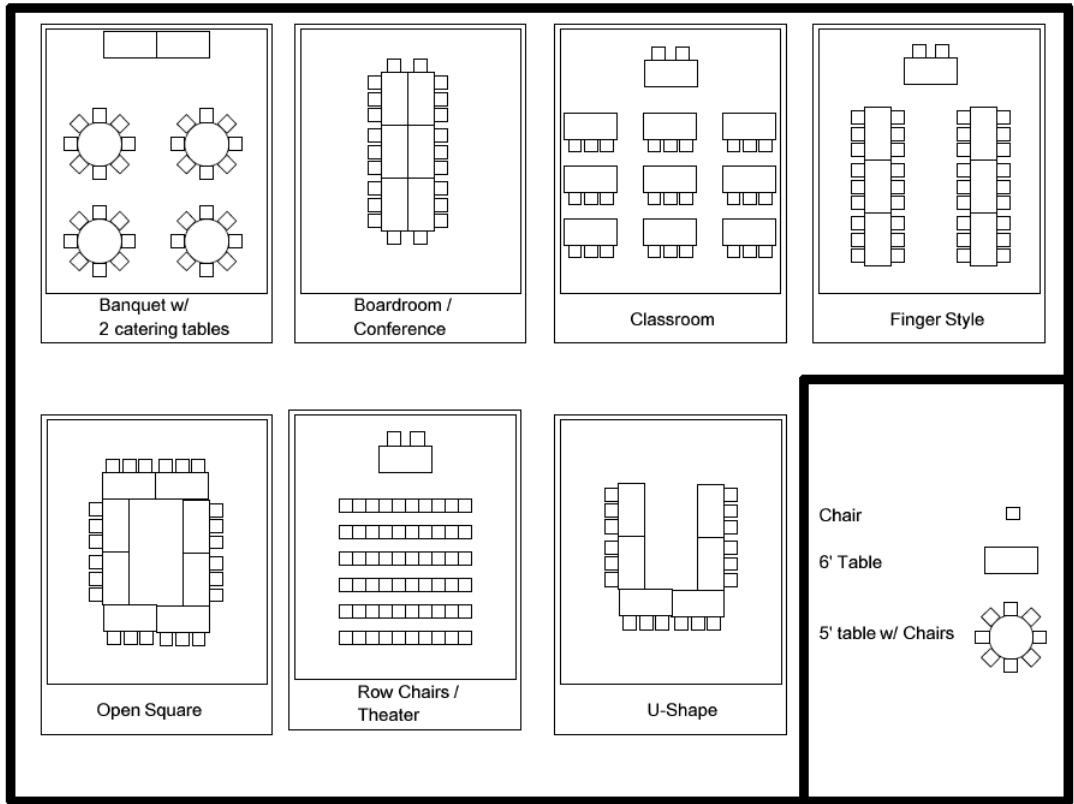 Banquet w/
2 catering tables
Boardroom /
Conference
Classroom
Finger Style
Open Square
Row Chairs /
Theater
U-Shape
Chair
6' Table
5' table w/ Chairs